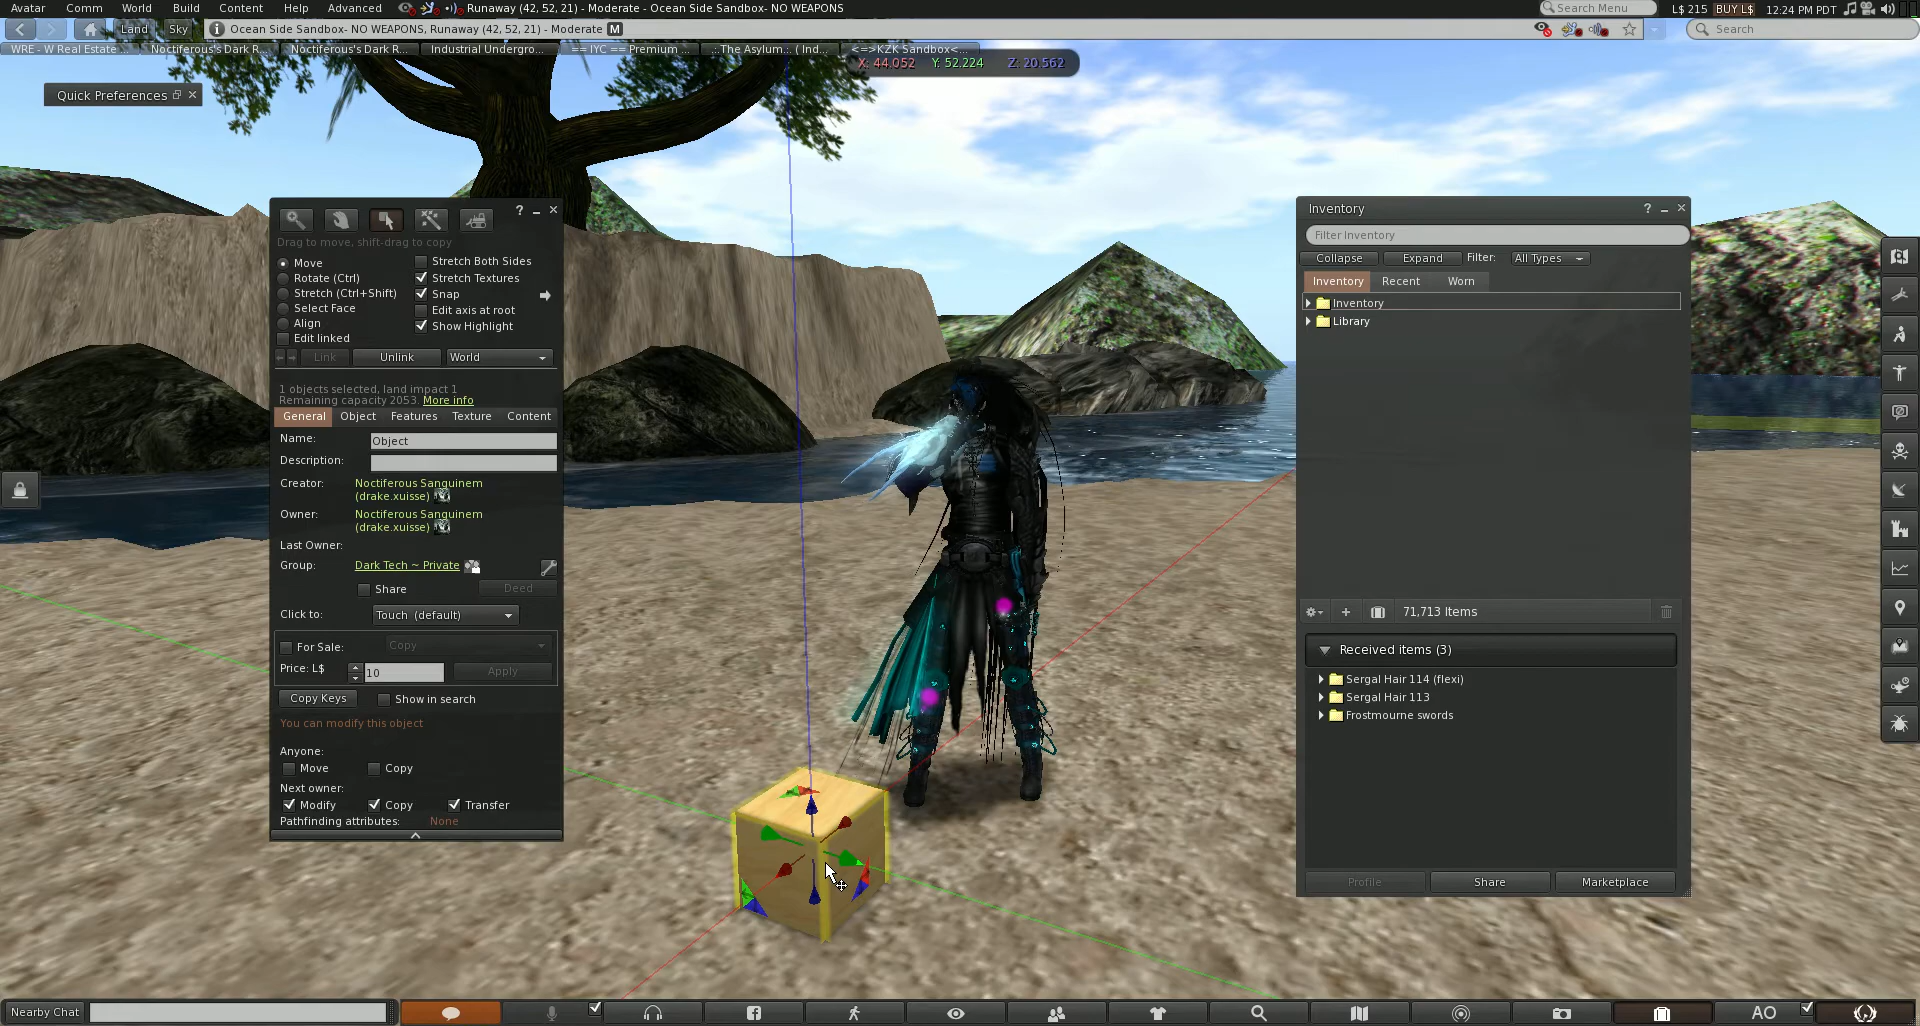 Avatar Comm World Build Content Help Advanced Runaway (42, 52, 21) - Moderate - Ocean Side Sandbox- NO WEAPONS Search Menu L$ 215 BUY L$ 12:24 PM PDT
Land Sky Ocean Side Sandbox- NO WEAPONS, Runaway (42, 52, 21) - Moderate M Search
WRE - W Real Estate ... Noctiferous's Dark R... Noctiferous's Dark R... Industrial Undergro... == IYC == Premium ... .:.The Asylum.:. ( Ind... <=>KZK Sandbox<...
X: 44.052 Y: 52.224 Z: 20.562
Quick Preferences
?
Drag to move, shift-drag to copy
Move
Rotate (Ctrl)
Stretch (Ctrl+Shift)
Select Face
Align
Edit linked
Stretch Both Sides
Stretch Textures
Snap
Edit axis at root
Show Highlight
Link Unlink World
1 objects selected, land impact 1
Remaining capacity 2053. More info
General Object Features Texture Content
Name: Object
Description:
Creator: Noctiferous Sanguinem
(drake.xuisse)
Owner: Noctiferous Sanguinem
(drake.xuisse)
Last Owner:
Group: Dark Tech ~ Private
Share Deed
Click to: Touch (default)
For Sale: Copy
Price: L$ 10 Apply
Copy Keys Show in search
You can modify this object
Anyone:
Move Copy
Next owner:
Modify Copy Transfer
Pathfinding attributes: None
Inventory ?
Filter Inventory
Collapse Expand Filter: All Types
Inventory Recent Worn
Inventory
Library
71,713 Items
Received items (3)
Sergal Hair 114 (flexi)
Sergal Hair 113
Frostmourne swords
Profile Share Marketplace
Nearby Chat AO